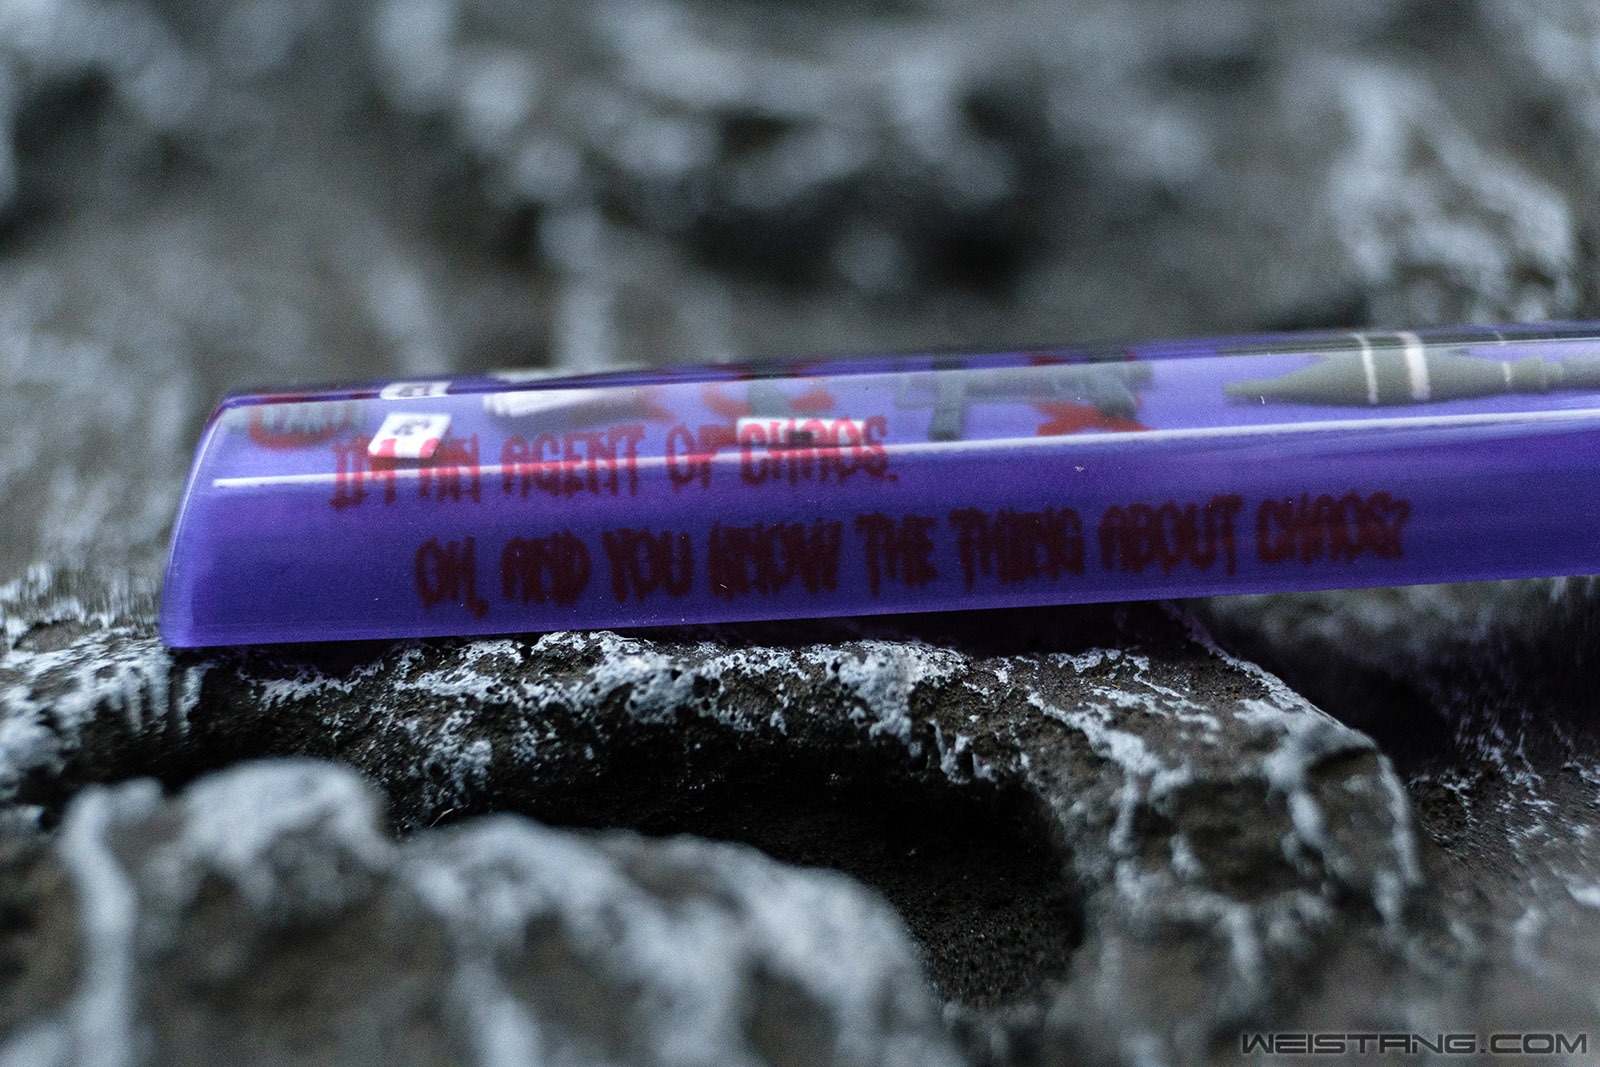 I'M AN AGENT OF CHAOS.
OH, AND YOU KNOW THE THING ABOUT CHAOS?
WEISTANG.COM